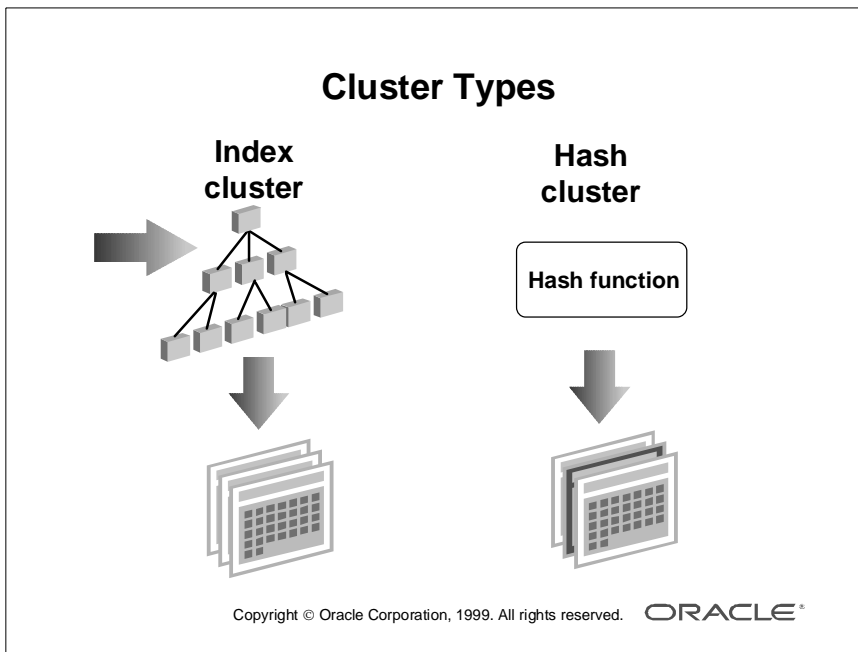 Cluster Types
Index
cluster
Hash
cluster
Hash function
Copyright © Oracle Corporation, 1999. All rights reserved. ORACLE®